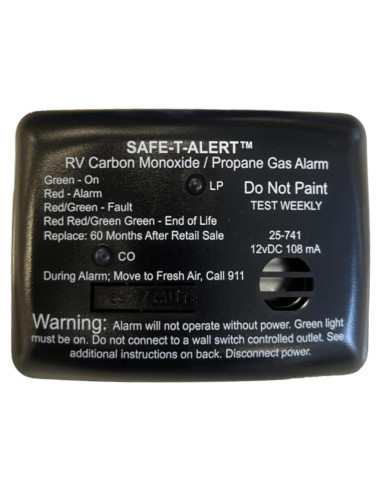 SAFE-T-ALERT™
RV Carbon Monoxide / Propane Gas Alarm
Green - On
Red - Alarm
LP
Do Not Paint
Red/Green - Fault
TEST WEEKLY
Red Red/Green Green - End of Life
Replace: 60 Months After Retail Sale
25-741
CO
12vDC 108 mA
During Alarm; Move to Fresh Air, Call 911
TEST/MUTE
Warning: Alarm will not operate without power. Green light
must be on. Do not connect to a wall switch controlled outlet. See
additional instructions on back. Disconnect power.